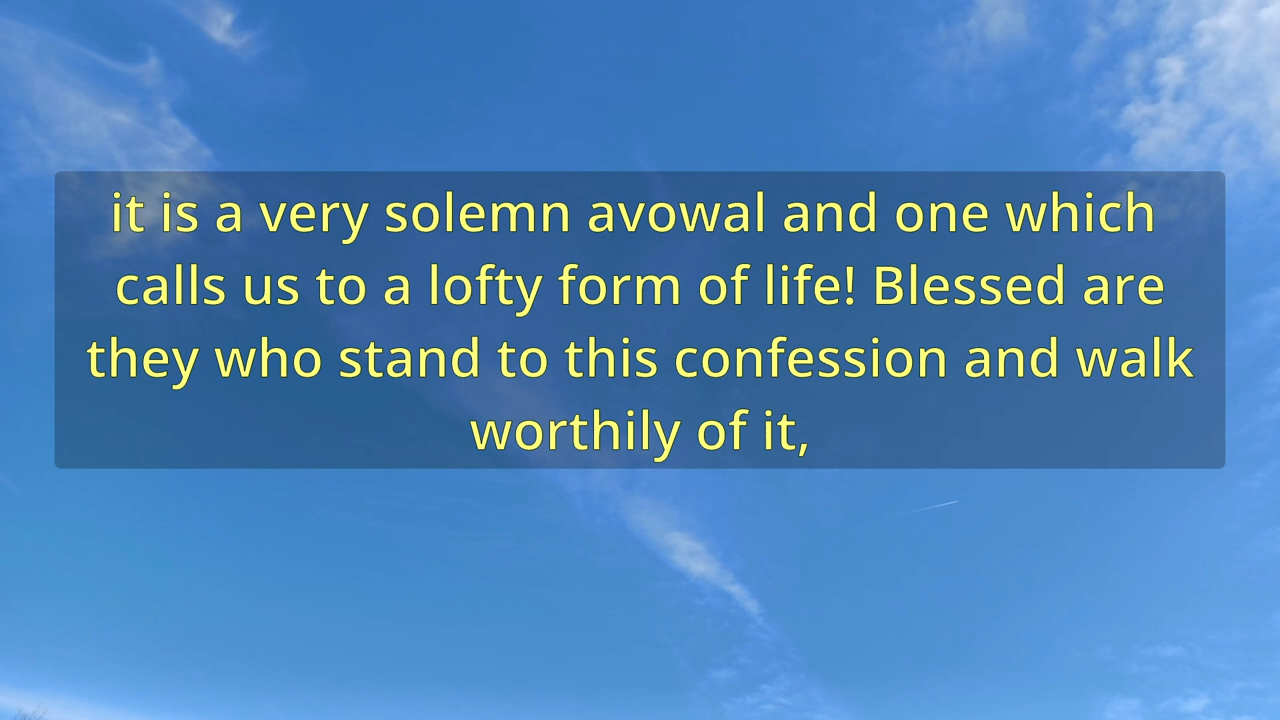 it is a very solemn avowal and one which
calls us to a lofty form of life! Blessed are
they who stand to this confession and walk
worthily of it,